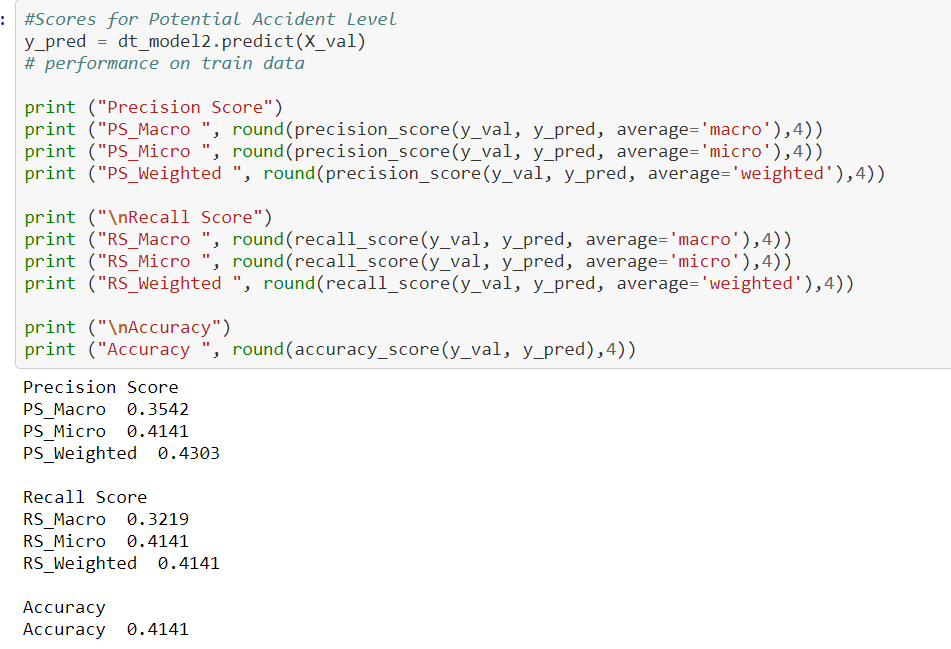 :
#Scores for Potential Accident Level
y_pred = dt_model2.predict(X_val)
# performance on train data
print ("Precision Score")
print ("PS_Macro ", round(precision_score(y_val, y_pred, average='macro'),4))
print ("PS_Micro ", round(precision_score(y_val, y_pred, average='micro'),4))
print ("PS_Weighted ", round(precision_score(y_val, y_pred, average='weighted'),4))
print ("\nRecall Score")
print ("RS_Macro ", round(recall_score(y_val, y_pred, average='macro'),4))
print ("RS_Micro ", round(recall_score(y_val, y_pred, average='micro'),4))
print ("RS_Weighted ", round(recall_score(y_val, y_pred, average='weighted'),4))
print ("\nAccuracy")
print ("Accuracy ", round(accuracy_score(y_val, y_pred),4))
Precision Score
PS_Macro  0.3542
PS_Micro  0.4141
PS_Weighted  0.4303
Recall Score
RS_Macro  0.3219
RS_Micro  0.4141
RS_Weighted  0.4141
Accuracy
Accuracy  0.4141